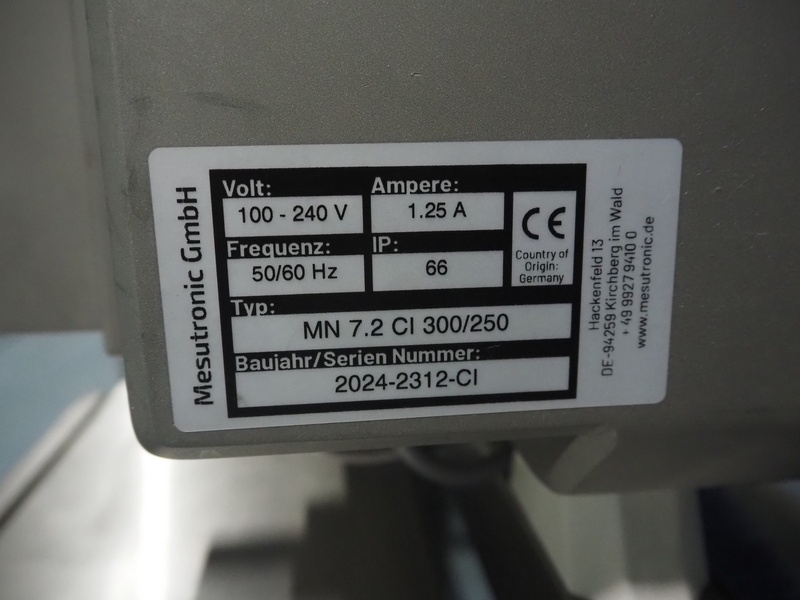 Mesutronic GmbH
Volt:
100 - 240 V
Ampere:
1.25 A
Frequenz:
50/60 Hz
IP:
66
CE
Country of
Origin:
Germany
Typ:
MN 7.2 CI 300/250
Baujahr/Serien Nummer:
2024-2312-CI
Hackenfeld 13
DE-94259 Kirchberg im Wald
+ 49 9927 9410 0
www.mesutronic.de